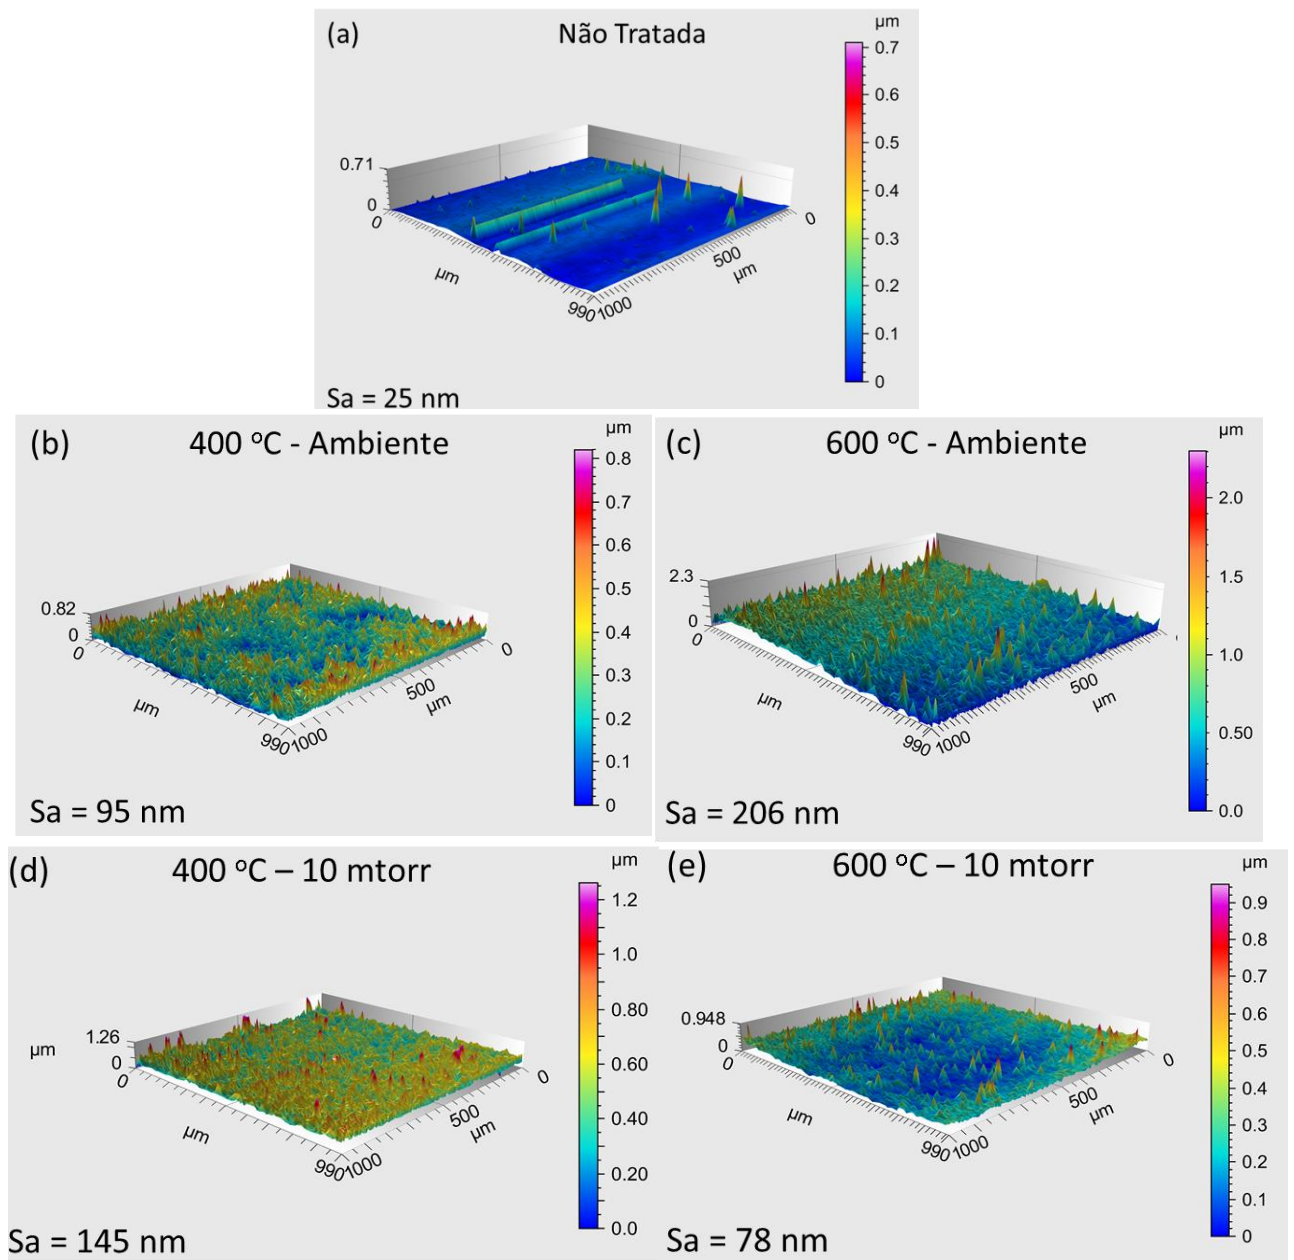 (a) Não Tratada
µm
0.7
0.6
0.5
0.4
0.3
0.2
0.1
0
0.71
0
0
µm
990
1000
µm
500
0
Sa = 25 nm
(b) 400 °C - Ambiente
µm
0.8
0.7
0.6
0.5
0.4
0.3
0.2
0.1
0
0.82
0
0
µm
990
1000
µm
500
0
Sa = 95 nm
(c) 600 °C - Ambiente
µm
2.0
1.5
1.0
0.50
0.0
2.3
0
0
µm
990
1000
µm
500
Sa = 206 nm
(d) 400 °C – 10 mtorr
µm
1.2
1.0
0.80
0.60
0.40
0.20
0.0
µm
1.26
0
0
µm
990
1000
µm
500
0
Sa = 145 nm
(e) 600 °C – 10 mtorr
µm
0.9
0.8
0.7
0.6
0.5
0.4
0.3
0.2
0.1
0
0.948
0
0
µm
990
1000
µm
500
0
Sa = 78 nm